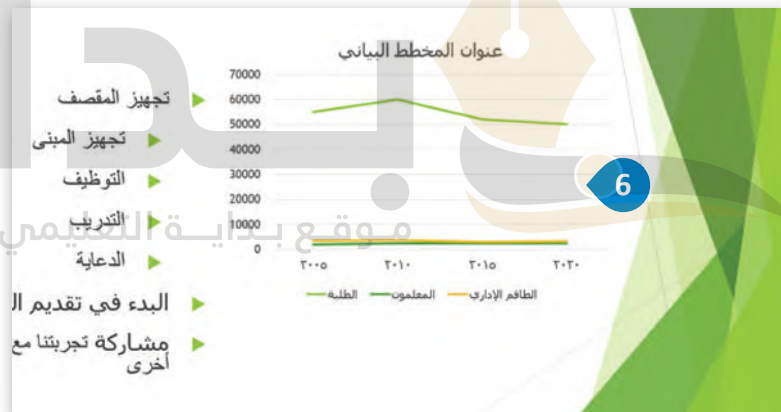 عنوان المخطط البياني
70000
60000
50000
40000
30000
20000
10000
0
٢٠٠٥ ٢٠١٠ ٢٠١٥ ٢٠٢٠
الطلبة المعلمون الطاقم الإداري
تجهيز المقصف
تجهيز المبنى
التوظيف
التدريب
الدعاية
البدء في تقديم ال
مشاركة تجربتنا مع
أخرى
6
بدا
موقع بداية التعليمي